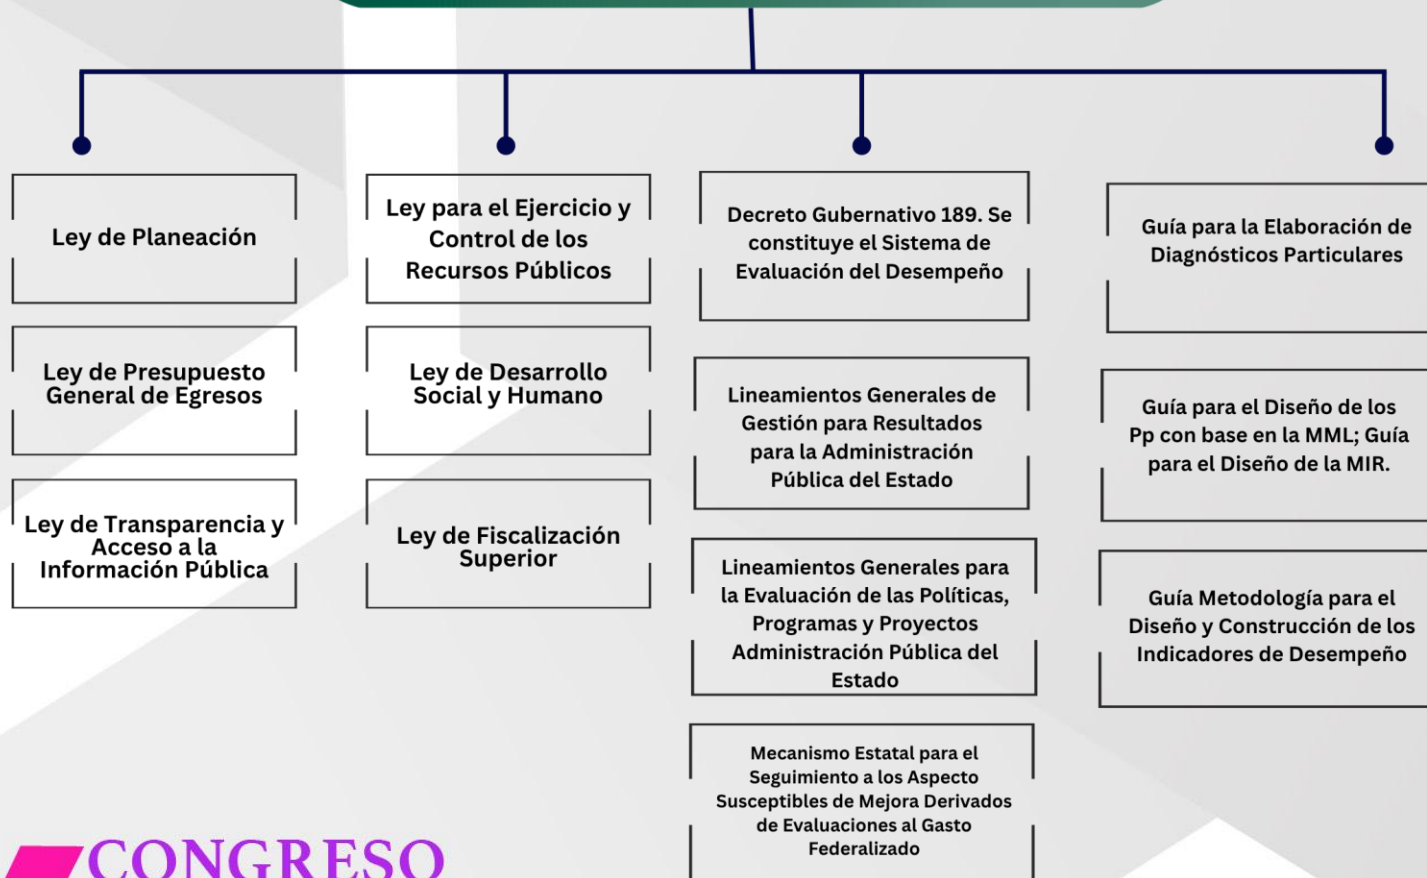 Ley de Planeación
Ley de Presupuesto
General de Egresos
Ley de Transparencia y
Acceso a la
Información Pública
Ley para el Ejercicio y
Control de los
Recursos Públicos
Ley de Desarrollo
Social y Humano
Ley de Fiscalización
Superior
Decreto Gubernativo 189. Se
constituye el Sistema de
Evaluación del Desempeño
Lineamientos Generales de
Gestión para Resultados
para la Administración
Pública del Estado
Lineamientos Generales para
la Evaluación de las Políticas,
Programas y Proyectos
Administración Pública del
Estado
Mecanismo Estatal para el
Seguimiento a los Aspecto
Susceptibles de Mejora Derivados
de Evaluaciones al Gasto
Federalizado
Guía para la Elaboración de
Diagnósticos Particulares
Guía para el Diseño de los
Pp con base en la MML; Guía
para el Diseño de la MIR.
Guía Metodología para el
Diseño y Construcción de los
Indicadores de Desempeño
CONGRESO